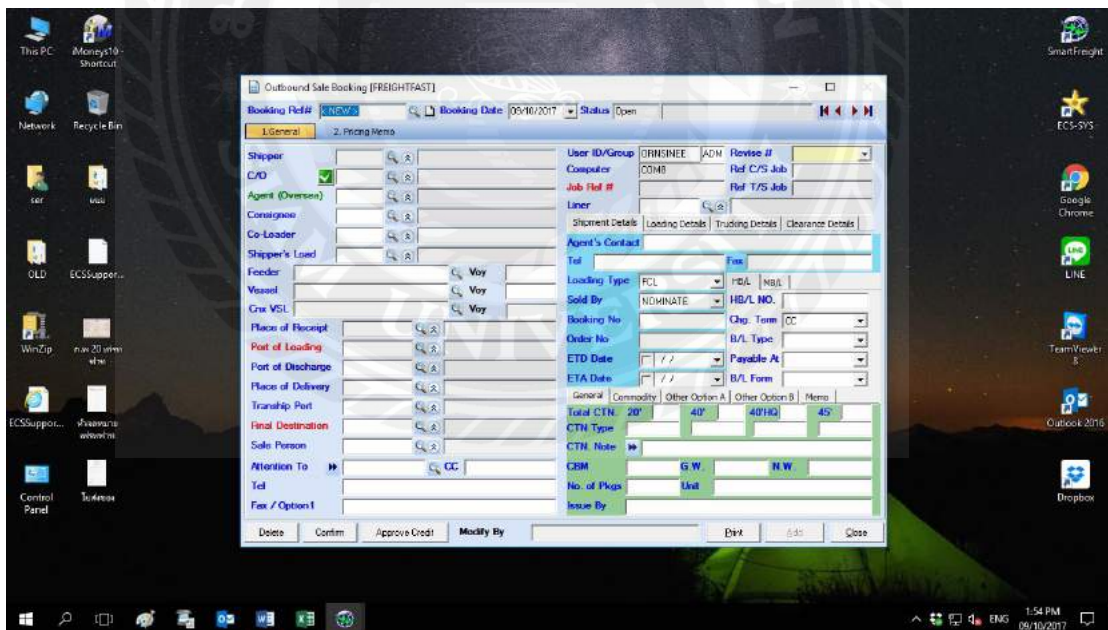 This PC
iMoneys10 -
Shortcut
SmartFreight
Network
Recycle Bin
ECS-SYS
Google
Chrome
OLD
ECSSuppor...
LINE
WinZip
TeamViewer
8
ECSSuppor...
Outlook 2016
Control
Panel
Dropbox
Outbound Sale Booking [FREIGHTFAST]
Booking Ref# <NEW> Booking Date 09/10/2017 Status Open
1.General 2. Pricing Memo
Shipper
C/O
Agent (Oversea)
Consignee
Co-Loader
Shipper's Load
Feeder Voy
Vessel Voy
Cnx VSL Voy
Place of Receipt
Port of Loading
Port of Discharge
Place of Delivery
Tranship Port
Final Destination
Sale Person
Attention To CC
Tel
Fax / Option1
User ID/Group ORNSINEE ADM Revise #
Computer COM8 Ref C/S Job
Job Ref # Ref T/S Job
Liner
Shipment Details Loading Details Trucking Details Clearance Details
Agent's Contact
Tel Fax
Loading Type FCL HB/L MB/L
Sold By NOMINATE HB/L NO.
Booking No Chg. Term CC
Order No B/L Type
ETD Date / / Payable At
ETA Date / / B/L Form
General Commodity Other Option A Other Option B Memo
Total CTN. 20' 40' 40'HQ 45'
CTN Type
CTN. Note
CBM G.W. N.W.
No. of Pkgs Unit
Issue By
Delete Confirm Approve Credit Modify By Print Add Close
ENG 1:54 PM
09/10/2017